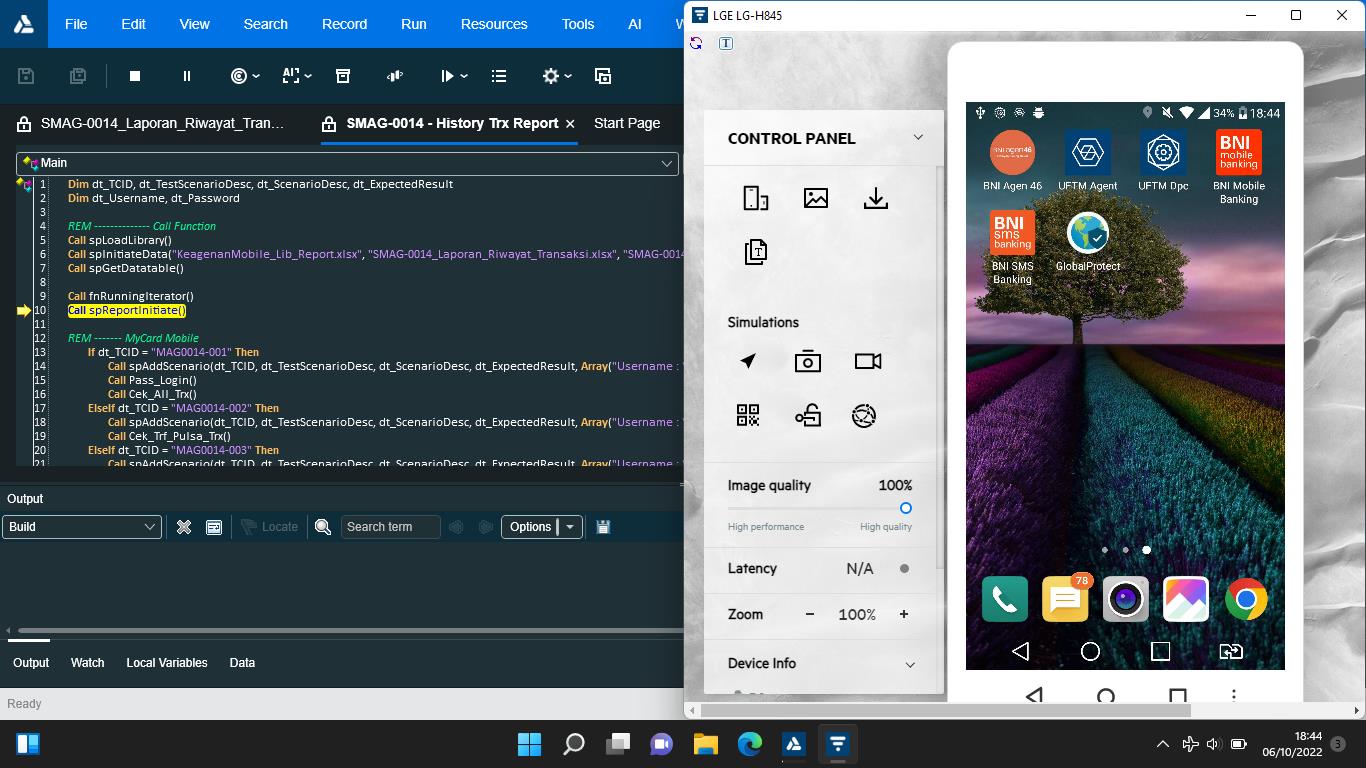 File Edit View Search Record Run Resources Tools AI
SMAG-0014_Laporan_Riwayat_Tran... SMAG-0014 - History Trx Report × Start Page
Main
1 Dim dt_TCID, dt_TestScenarioDesc, dt_ScenarioDesc, dt_ExpectedResult
2 Dim dt_Username, dt_Password
3
4 REM -------------- Call Function
5 Call spLoadLibrary()
6 Call spInitiateData("KeagenanMobile_Lib_Report.xlsx", "SMAG-0014_Laporan_Riwayat_Transaksi.xlsx", "SMAG-0014
7 Call spGetDatatable()
8
9 Call fnRunningIterator()
10 Call spReportInitiate()
11
12 REM ------- MyCard Mobile
13 If dt_TCID = "MAG0014-001" Then
14 Call spAddScenario(dt_TCID, dt_TestScenarioDesc, dt_ScenarioDesc, dt_ExpectedResult, Array("Username : "
15 Call Pass_Login()
16 Call Cek_All_Trx()
17 Elself dt_TCID = "MAG0014-002" Then
18 Call spAddScenario(dt_TCID, dt_TestScenarioDesc, dt_ScenarioDesc, dt_ExpectedResult, Array("Username : "
19 Call Cek_Trf_Pulsa_Trx()
20 Elself dt_TCID = "MAG0014-003" Then
21 Call spAddScenario(dt_TCID, dt_TestScenarioDesc, dt_ScenarioDesc, dt_ExpectedResult, Array("Username : "
Output
Build Locate Search term Options
Output Watch Local Variables Data
Ready
LGE LG-H845
T
CONTROL PANEL
T
Simulations
Image quality 100%
High performance High quality
Latency N/A
Zoom - 100% +
Device Info
34% 18:44
BNI agen46
BNI
mobile
banking
BNI Agen 46 UFTM Agent UFTM Dpc BNI Mobile
Banking
BNI
sms
banking
BNI SMS
Banking
GlobalProtect
78
18:44
06/10/2022
3